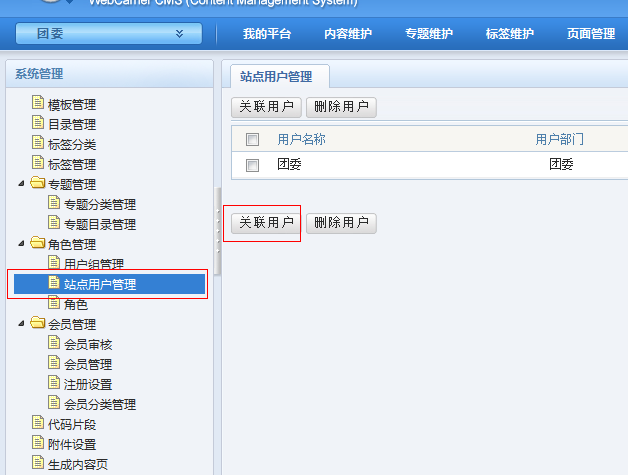 WebCarrier CMS (Content Management System)
团委 我的平台 内容维护 专题维护 标签维护 页面管理
系统管理
模板管理
目录管理
标签分类
标签管理
专题管理
专题分类管理
专题目录管理
角色管理
用户组管理
站点用户管理
角色
会员管理
会员审核
会员管理
注册设置
会员分类管理
代码片段
附件设置
生成内容页
站点用户管理
关联用户 删除用户
用户名称 用户部门
团委 团委
关联用户 删除用户